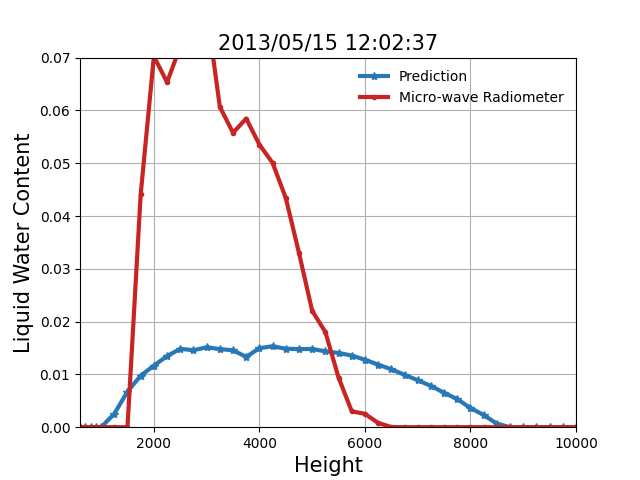 2013/05/15 12:02:37
Prediction
Micro-wave Radiometer
0.07
0.06
0.05
0.04
0.03
0.02
0.01
0.00
Liquid Water Content
2000 4000 6000 8000 10000
Height